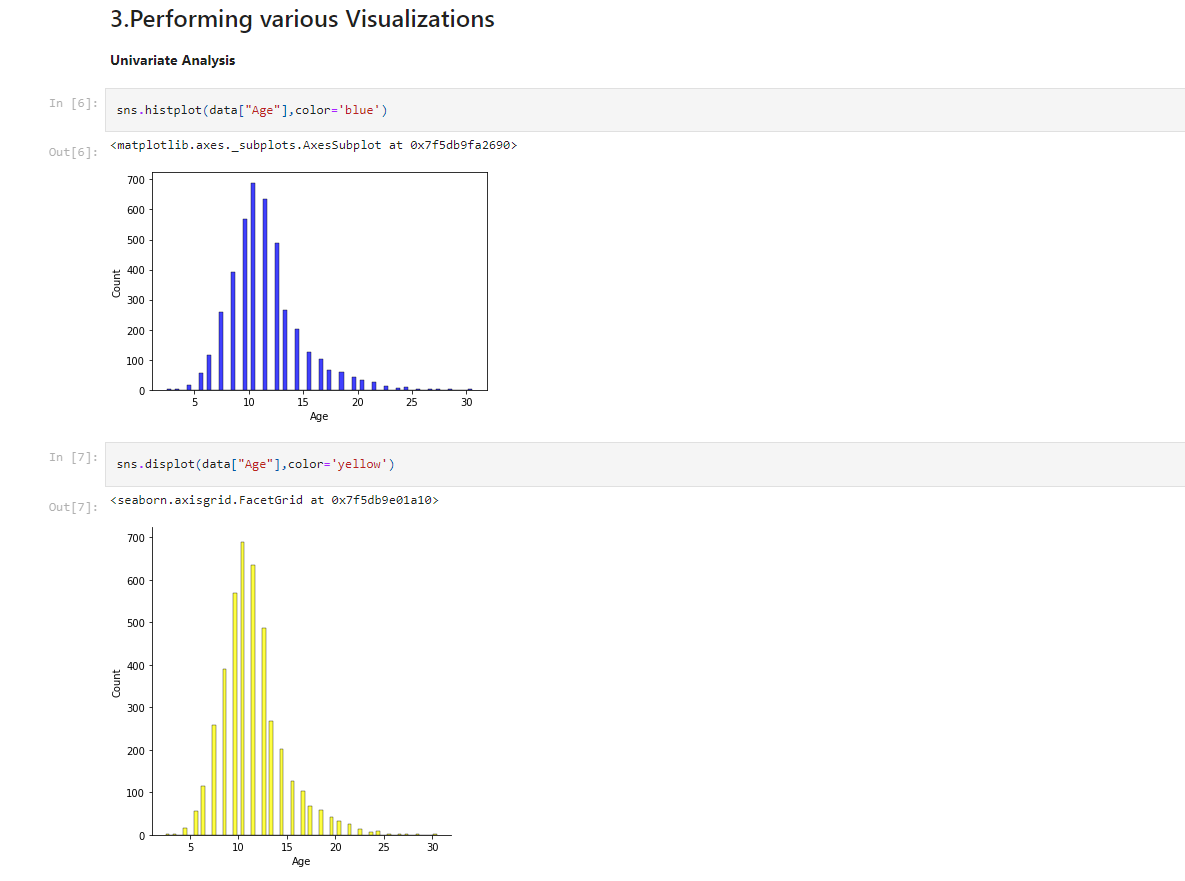 3.Performing various Visualizations
Univariate Analysis
In [6]:
sns.histplot(data["Age"],color='blue')
Out[6]:
<matplotlib.axes._subplots.AxesSubplot at 0x7f5db9fa2690>
700
600
500
400
300
200
100
0
Count
5 10 15 20 25 30
Age
In [7]:
sns.displot(data["Age"],color='yellow')
Out[7]:
<seaborn.axisgrid.FacetGrid at 0x7f5db9e01a10>
700
600
500
400
300
200
100
0
Count
5 10 15 20 25 30
Age